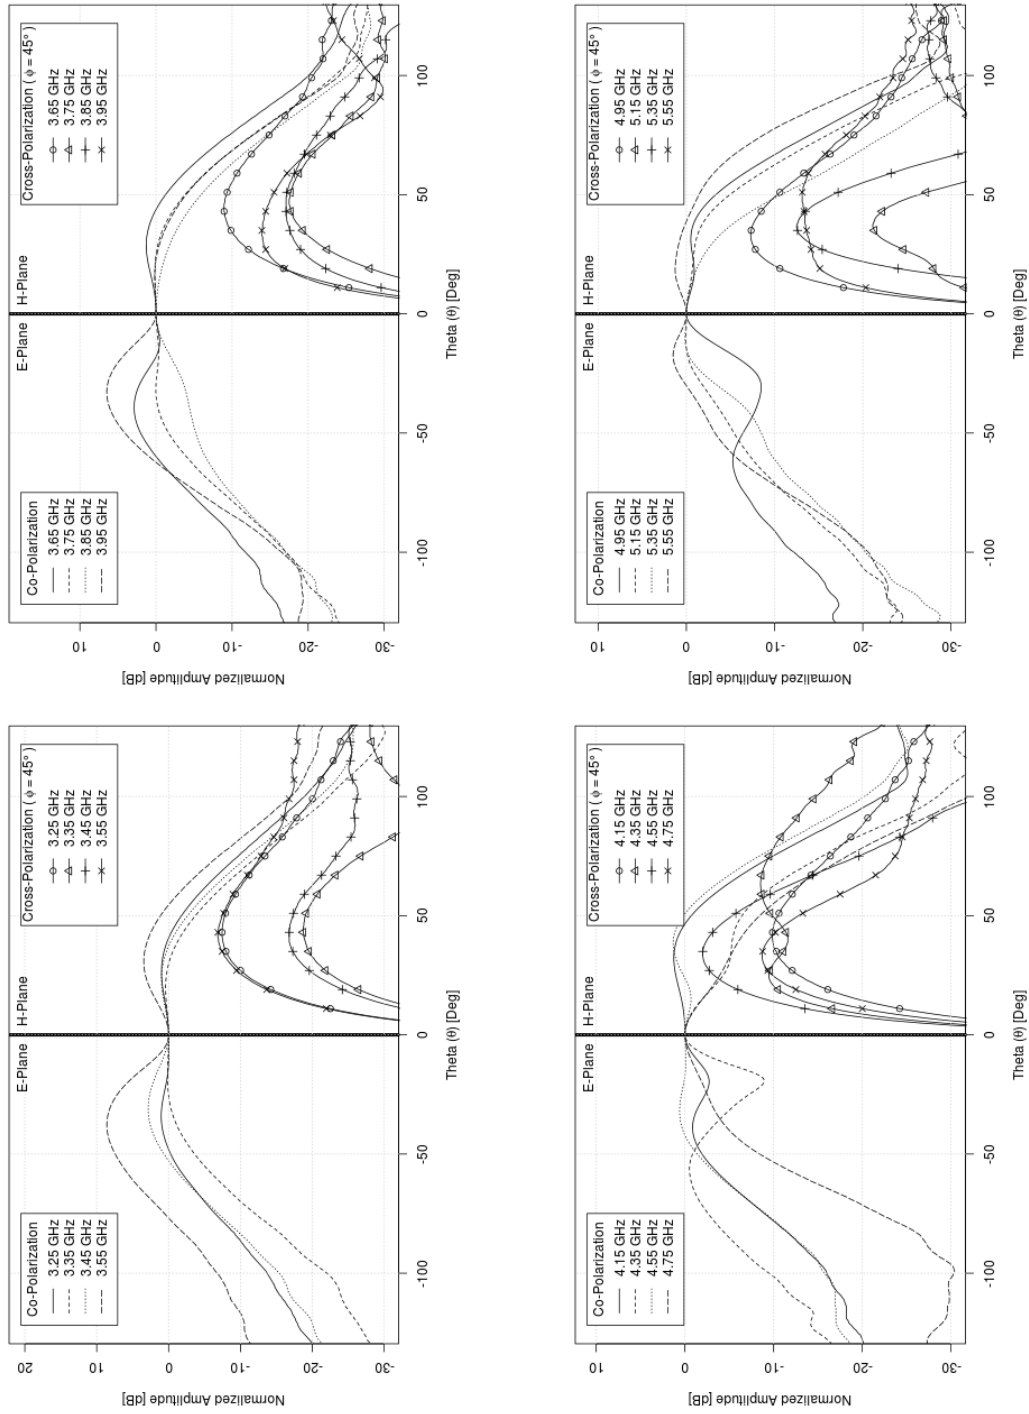 H-Plane
E-Plane
Cross-Polarization ( ϕ = 45° )
3.65 GHz
3.75 GHz
3.85 GHz
3.95 GHz
Co-Polarization
3.65 GHz
3.75 GHz
3.85 GHz
3.95 GHz
10
0
-10
-20
-30
-100
-50
0
50
100
Theta (θ) [Deg]
Normalized Amplitude [dB]
H-Plane
E-Plane
Cross-Polarization ( ϕ = 45° )
4.95 GHz
5.15 GHz
5.35 GHz
5.55 GHz
Co-Polarization
4.95 GHz
5.15 GHz
5.35 GHz
5.55 GHz
10
0
-10
-20
-30
-100
-50
0
50
100
Theta (θ) [Deg]
Normalized Amplitude [dB]
H-Plane
E-Plane
Cross-Polarization ( ϕ = 45° )
3.25 GHz
3.35 GHz
3.45 GHz
3.55 GHz
Co-Polarization
3.25 GHz
3.35 GHz
3.45 GHz
3.55 GHz
20
10
0
-10
-20
-30
-100
-50
0
50
100
Theta (θ) [Deg]
Normalized Amplitude [dB]
H-Plane
E-Plane
Cross-Polarization ( ϕ = 45° )
4.15 GHz
4.35 GHz
4.55 GHz
4.75 GHz
Co-Polarization
4.15 GHz
4.35 GHz
4.55 GHz
4.75 GHz
10
0
-10
-20
-30
-100
-50
0
50
100
Theta (θ) [Deg]
Normalized Amplitude [dB]